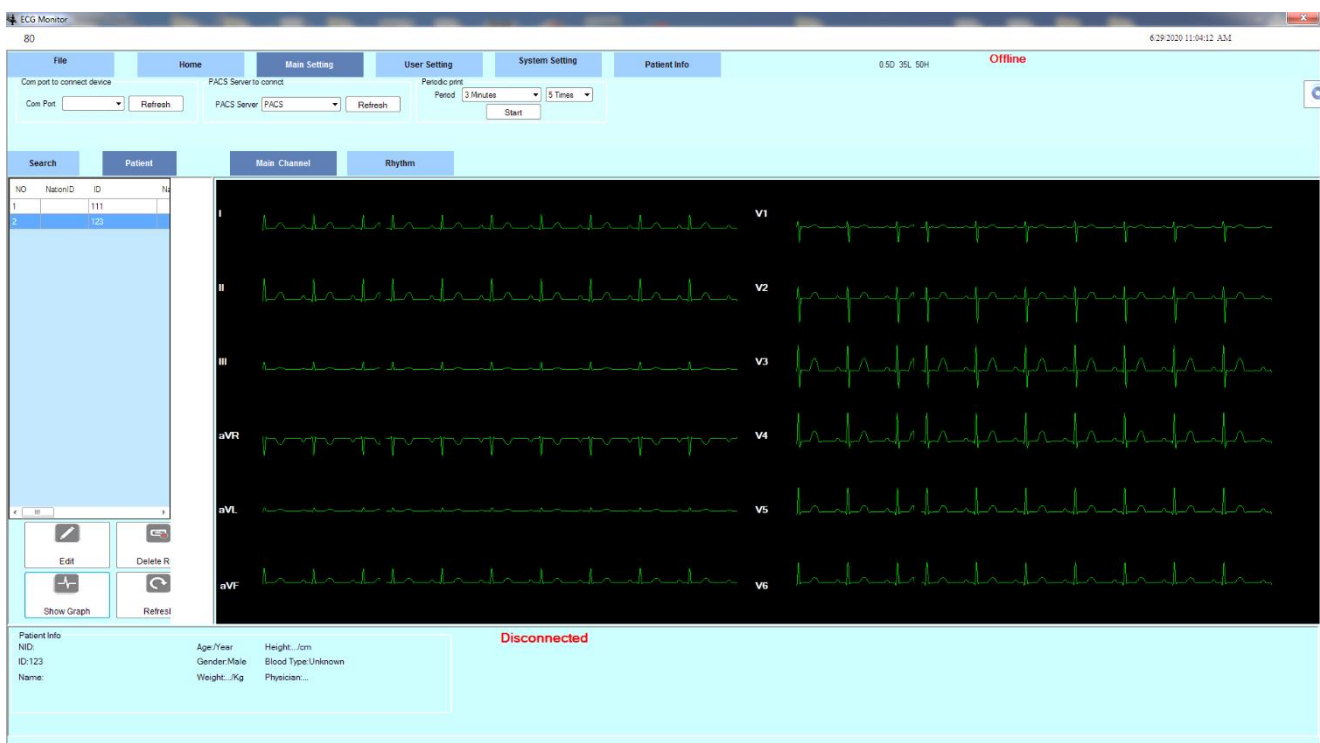 ECG Monitor
80
6/29/2020 11:04:12 AM
File Home Main Setting User Setting System Setting Patient Info 0.5D 35L 50H Offline
Com port to connect device PACS Server to connct Periodic print
Com Port Refresh PACS Server PACS Refresh Period 3 Minutes 5 Times
Start
Search Patient Main Channel Rhythm
NO NationID ID Na
1 111
2 123
I V1
II V2
III V3
aVR V4
aVL V5
aVF V6
Edit Delete R
Show Graph Refresl
Patient Info Disconnected
NID: Age:/Year Height:../cm
ID:123 Gender:Male Blood Type:Unknown
Name: Weight:../Kg Physician:...